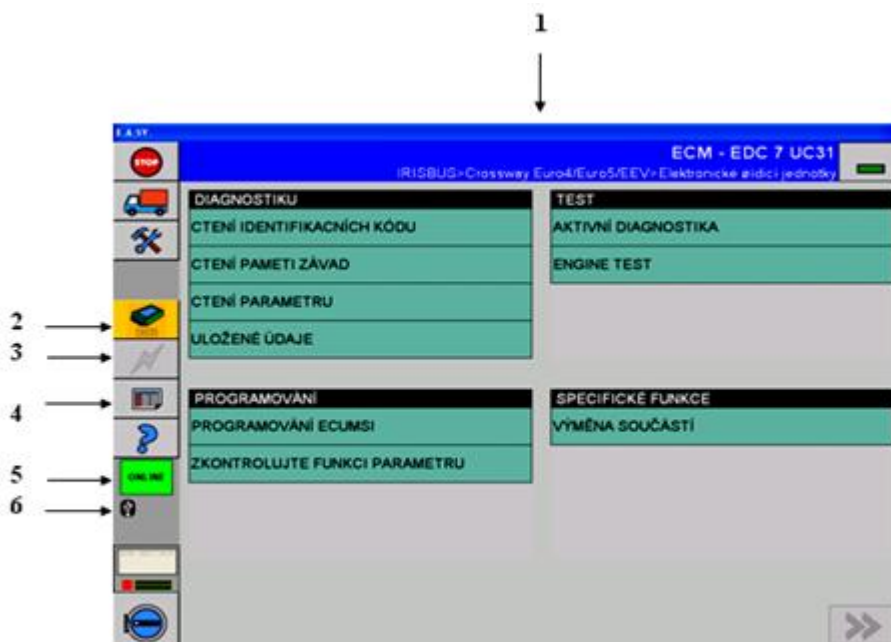 1
E.A.SY
STOP
ECM - EDC 7 UC31
IRISBUS>Crossway Euro4/Euro5/EEV>Elektronické øídicí jednotky
DIAGNOSTIKU
TEST
CTENÍ IDENTIFIKACNÍCH KÓDU
AKTIVNÍ DIAGNOSTIKA
CTENÍ PAMETI ZÁVAD
ENGINE TEST
CTENÍ PARAMETRU
2
ULOŽENÉ ÚDAJE
3
4
PROGRAMOVÁNÍ
SPECIFICKÉ FUNKCE
PROGRAMOVÁNÍ ECUMSI
VÝMĚNA SOUČÁSTÍ
ZKONTROLUJTE FUNKCI PARAMETRU
5
ONLINE
6